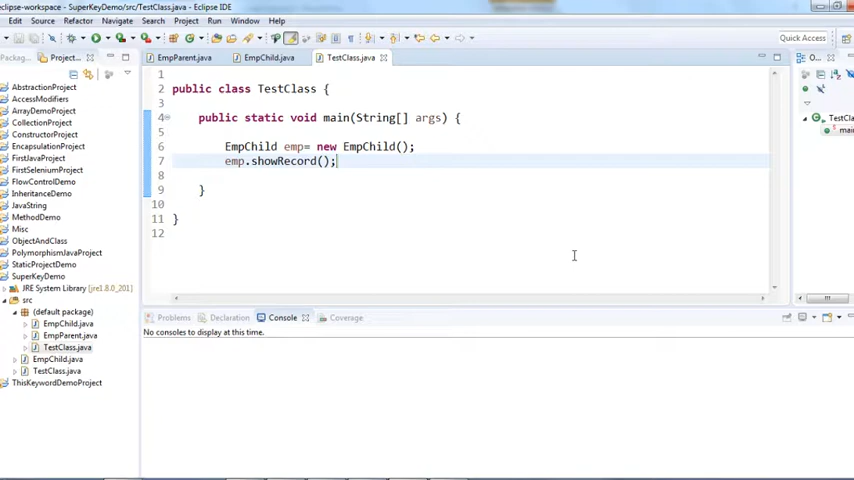 eclipse-workspace - SuperKeyDemo/src/TestClass.java - Eclipse IDE
Edit Source Refactor Navigate Search Project Run Window Help
Quick Access
Packag... Project... EmpParent.java EmpChild.java TestClass.java O...
AbstractionProject
AccessModifiers
ArrayDemoProject
CollectionProject
ConstructorProject
EncapsulationProject
FirstJavaProject
FirstSeleniumProject
FlowControlDemo
InheritanceDemo
JavaString
MethodDemo
Misc
ObjectAndClass
PolymorphismJavaProject
StaticProjectDemo
SuperKeyDemo
JRE System Library [jre1.8.0_201]
src
(default package)
EmpChild.java
EmpParent.java
TestClass.java
EmpChild.java
TestClass.java
ThisKeywordDemoProject
1
2 public class TestClass {
3
4 public static void main(String[] args) {
5
6 EmpChild emp= new EmpChild();
7 emp.showRecord();
8
9 }
10
11 }
12
TestCl
mai
Problems Declaration Console Coverage
No consoles to display at this time.